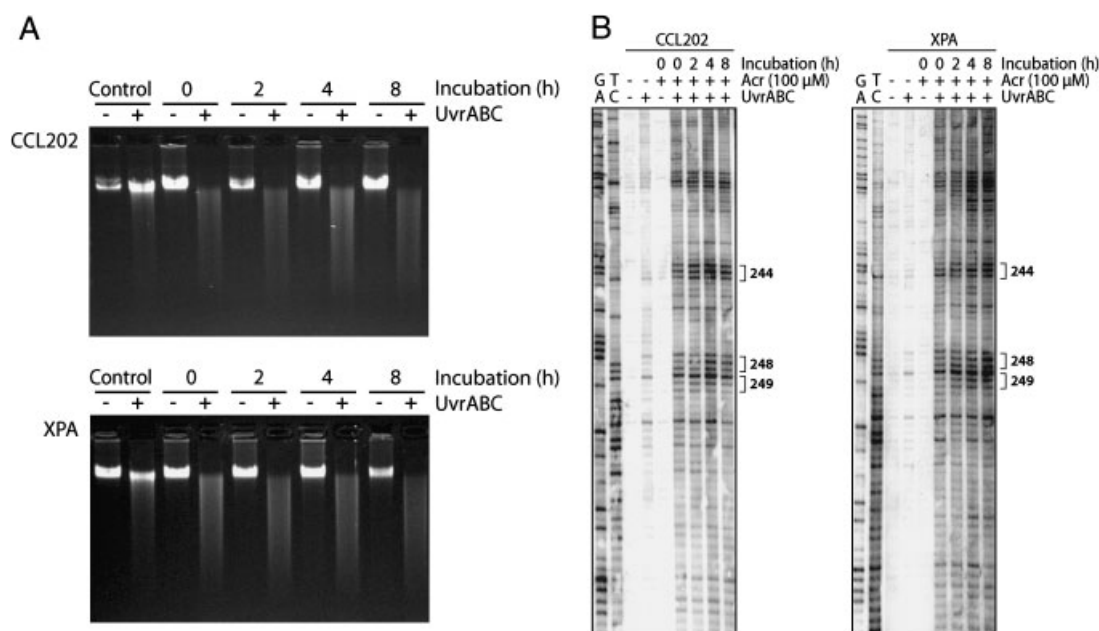 A
Control 0 2 4 8 Incubation (h)
- + - + - + - + - + UvrABC
CCL202
Control 0 2 4 8 Incubation (h)
- + - + - + - + - + UvrABC
XPA
B
CCL202
0 0 2 4 8 Incubation (h)
G T - - + + + + + Acr (100 μM)
A C - + - + + + + UvrABC
244
248
249
XPA
0 0 2 4 8 Incubation (h)
G T - - + + + + + Acr (100 μM)
A C - + - + + + + UvrABC
244
248
249